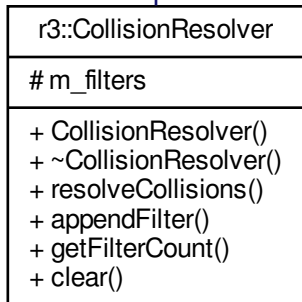 r3::CollisionResolver
# m_filters
+ CollisionResolver()
+ ~CollisionResolver()
+ resolveCollisions()
+ appendFilter()
+ getFilterCount()
+ clear()